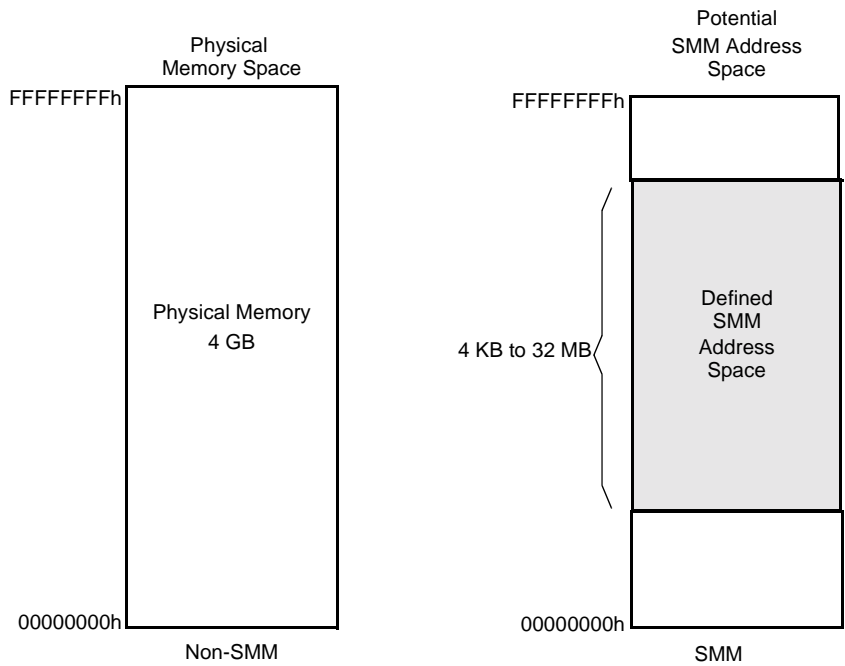 Physical
Memory Space
FFFFFFFFh
Physical Memory
4 GB
00000000h
Non-SMM
Potential
SMM Address
Space
FFFFFFFFh
4 KB to 32 MB
Defined
SMM
Address
Space
00000000h
SMM